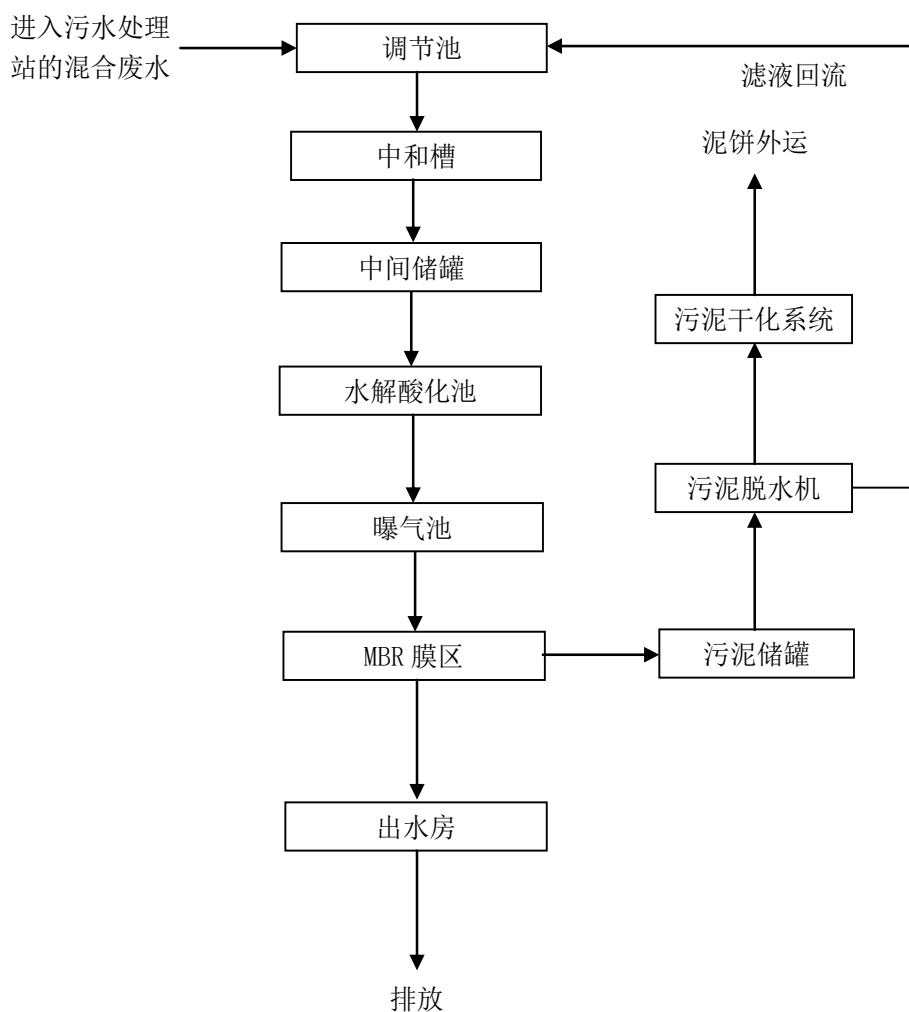 进入污水处理
站的混合废水
调节池
滤液回流
中和槽
泥饼外运
中间储罐
污泥干化系统
水解酸化池
污泥脱水机
曝气池
MBR 膜区
污泥储罐
出水房
排放